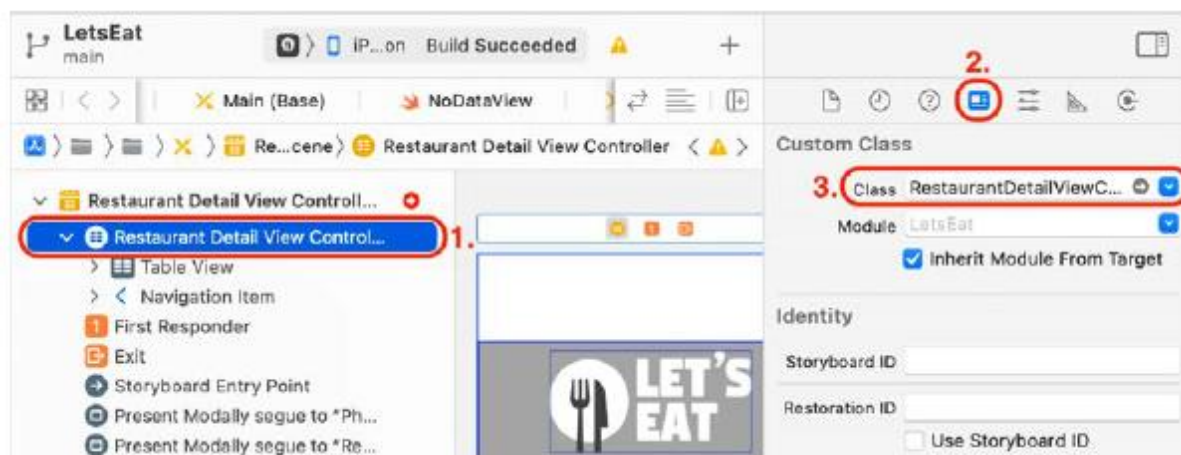 LetsEat
main
iP...on Build Succeeded
Main (Base)
NoDataView
Re...cene
Restaurant Detail View Controller
Restaurant Detail View Controll...
Restaurant Detail View Control...
1.
Table View
Navigation Item
First Responder
Exit
Storyboard Entry Point
Present Modally segue to "Ph...
Present Modally segue to "Re...
LET'S
EAT
2.
Custom Class
3.
Class RestaurantDetailViewC...
Module LetsEat
Inherit Module From Target
Identity
Storyboard ID
Restoration ID
Use Storyboard ID